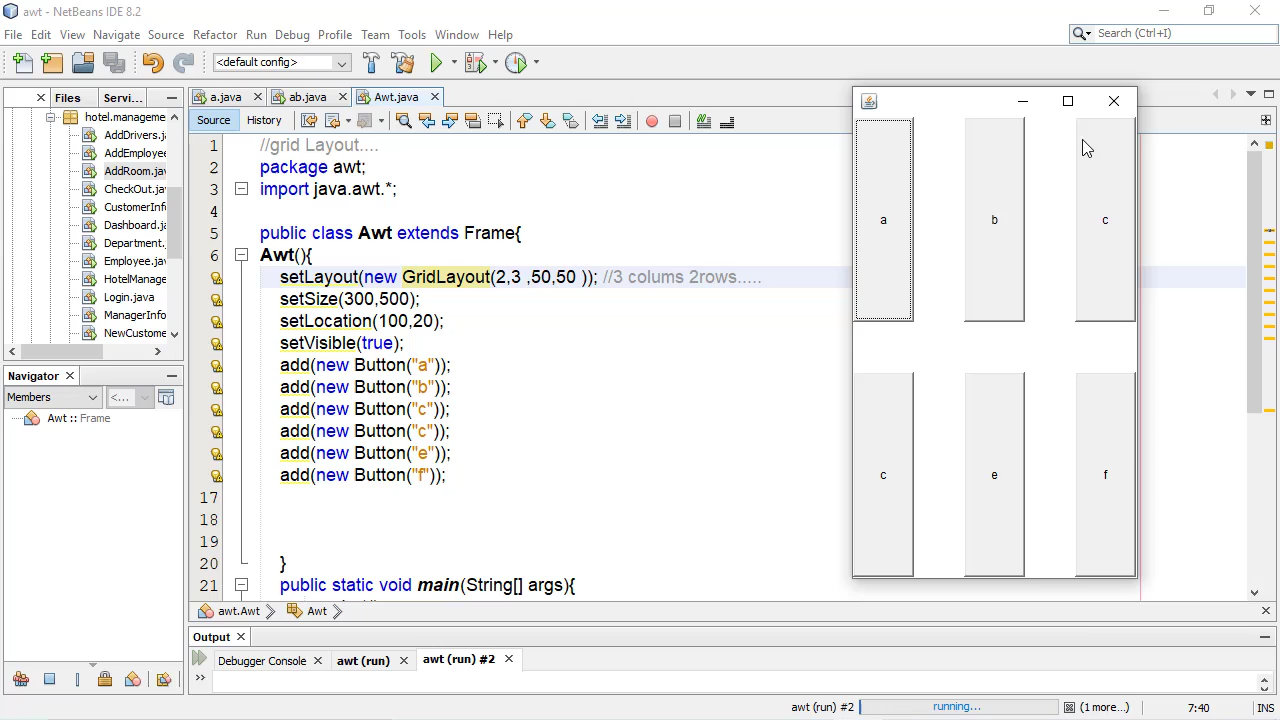 awt - NetBeans IDE 8.2
File Edit View Navigate Source Refactor Run Debug Profile Team Tools Window Help
Search (Ctrl+I)
<default config>
Files Servi...
a.java ab.java Awt.java
Source History
hotel.manageme
AddDrivers.j
AddEmployee
AddRoom.jav
CheckOut.jav
CustomerInfo
Dashboard.ja
Department.
Employee.jav
HotelManage
Login.java
ManagerInfo
NewCustome
1 //grid Layout....
2 package awt;
3 import java.awt.*;
4
5 public class Awt extends Frame{
6 Awt(){
setLayout(new GridLayout(2,3 ,50,50 )); //3 colums 2rows.....
setSize(300,500);
setLocation(100,20);
setVisible(true);
add(new Button("a"));
add(new Button("b"));
add(new Button("c"));
add(new Button("c"));
add(new Button("e"));
add(new Button("f"));
17
18
19
20 }
21 public static void main(String[] args){
a b c
c e f
Navigator
Members <...
Awt :: Frame
awt.Awt Awt
Output
Debugger Console awt (run) awt (run) #2
awt (run) #2 running... (1 more...) 7:40 INS